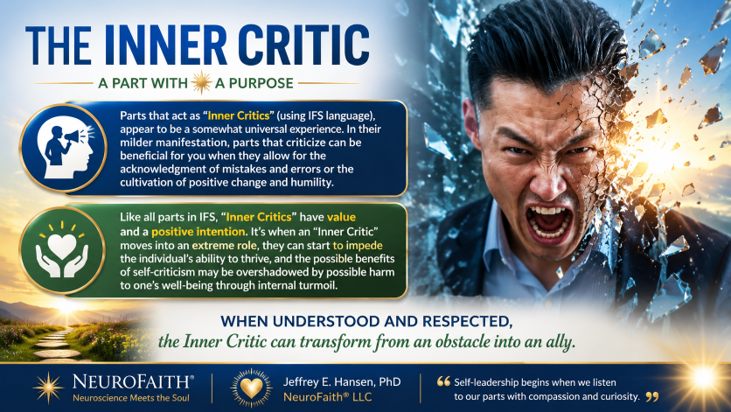 THE INNER CRITIC
A PART WITH A PURPOSE
Parts that act as “Inner Critics” (using IFS language),
appear to be a somewhat universal experience. In their
milder manifestation, parts that criticize can be
beneficial for you when they allow for the
acknowledgment of mistakes and errors or the
cultivation of positive change and humility.
Like all parts in IFS, “Inner Critics” have value
and a positive intention. It’s when an “Inner Critic”
moves into an extreme role, they can start to impede
the individual’s ability to thrive, and the possible benefits
of self-criticism may be overshadowed by possible harm
to one’s well-being through internal turmoil.
WHEN UNDERSTOOD AND RESPECTED,
the Inner Critic can transform from an obstacle into an ally.
NEUROFAITH®
Neuroscience Meets the Soul
Jeffrey E. Hansen, PhD
NeuroFaith® LLC
“ Self-leadership begins when we listen
to our parts with compassion and curiosity. ”